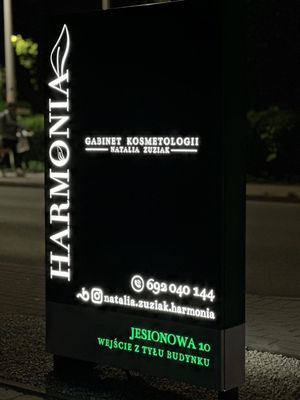 HARMONIA
GABINET KOSMETOLOGII
NATALIA ZUZIAK
692 040 144
natalia.zuziak.harmonia
JESIONOWA 10
WEJŚCIE Z TYŁU BUDYNKU